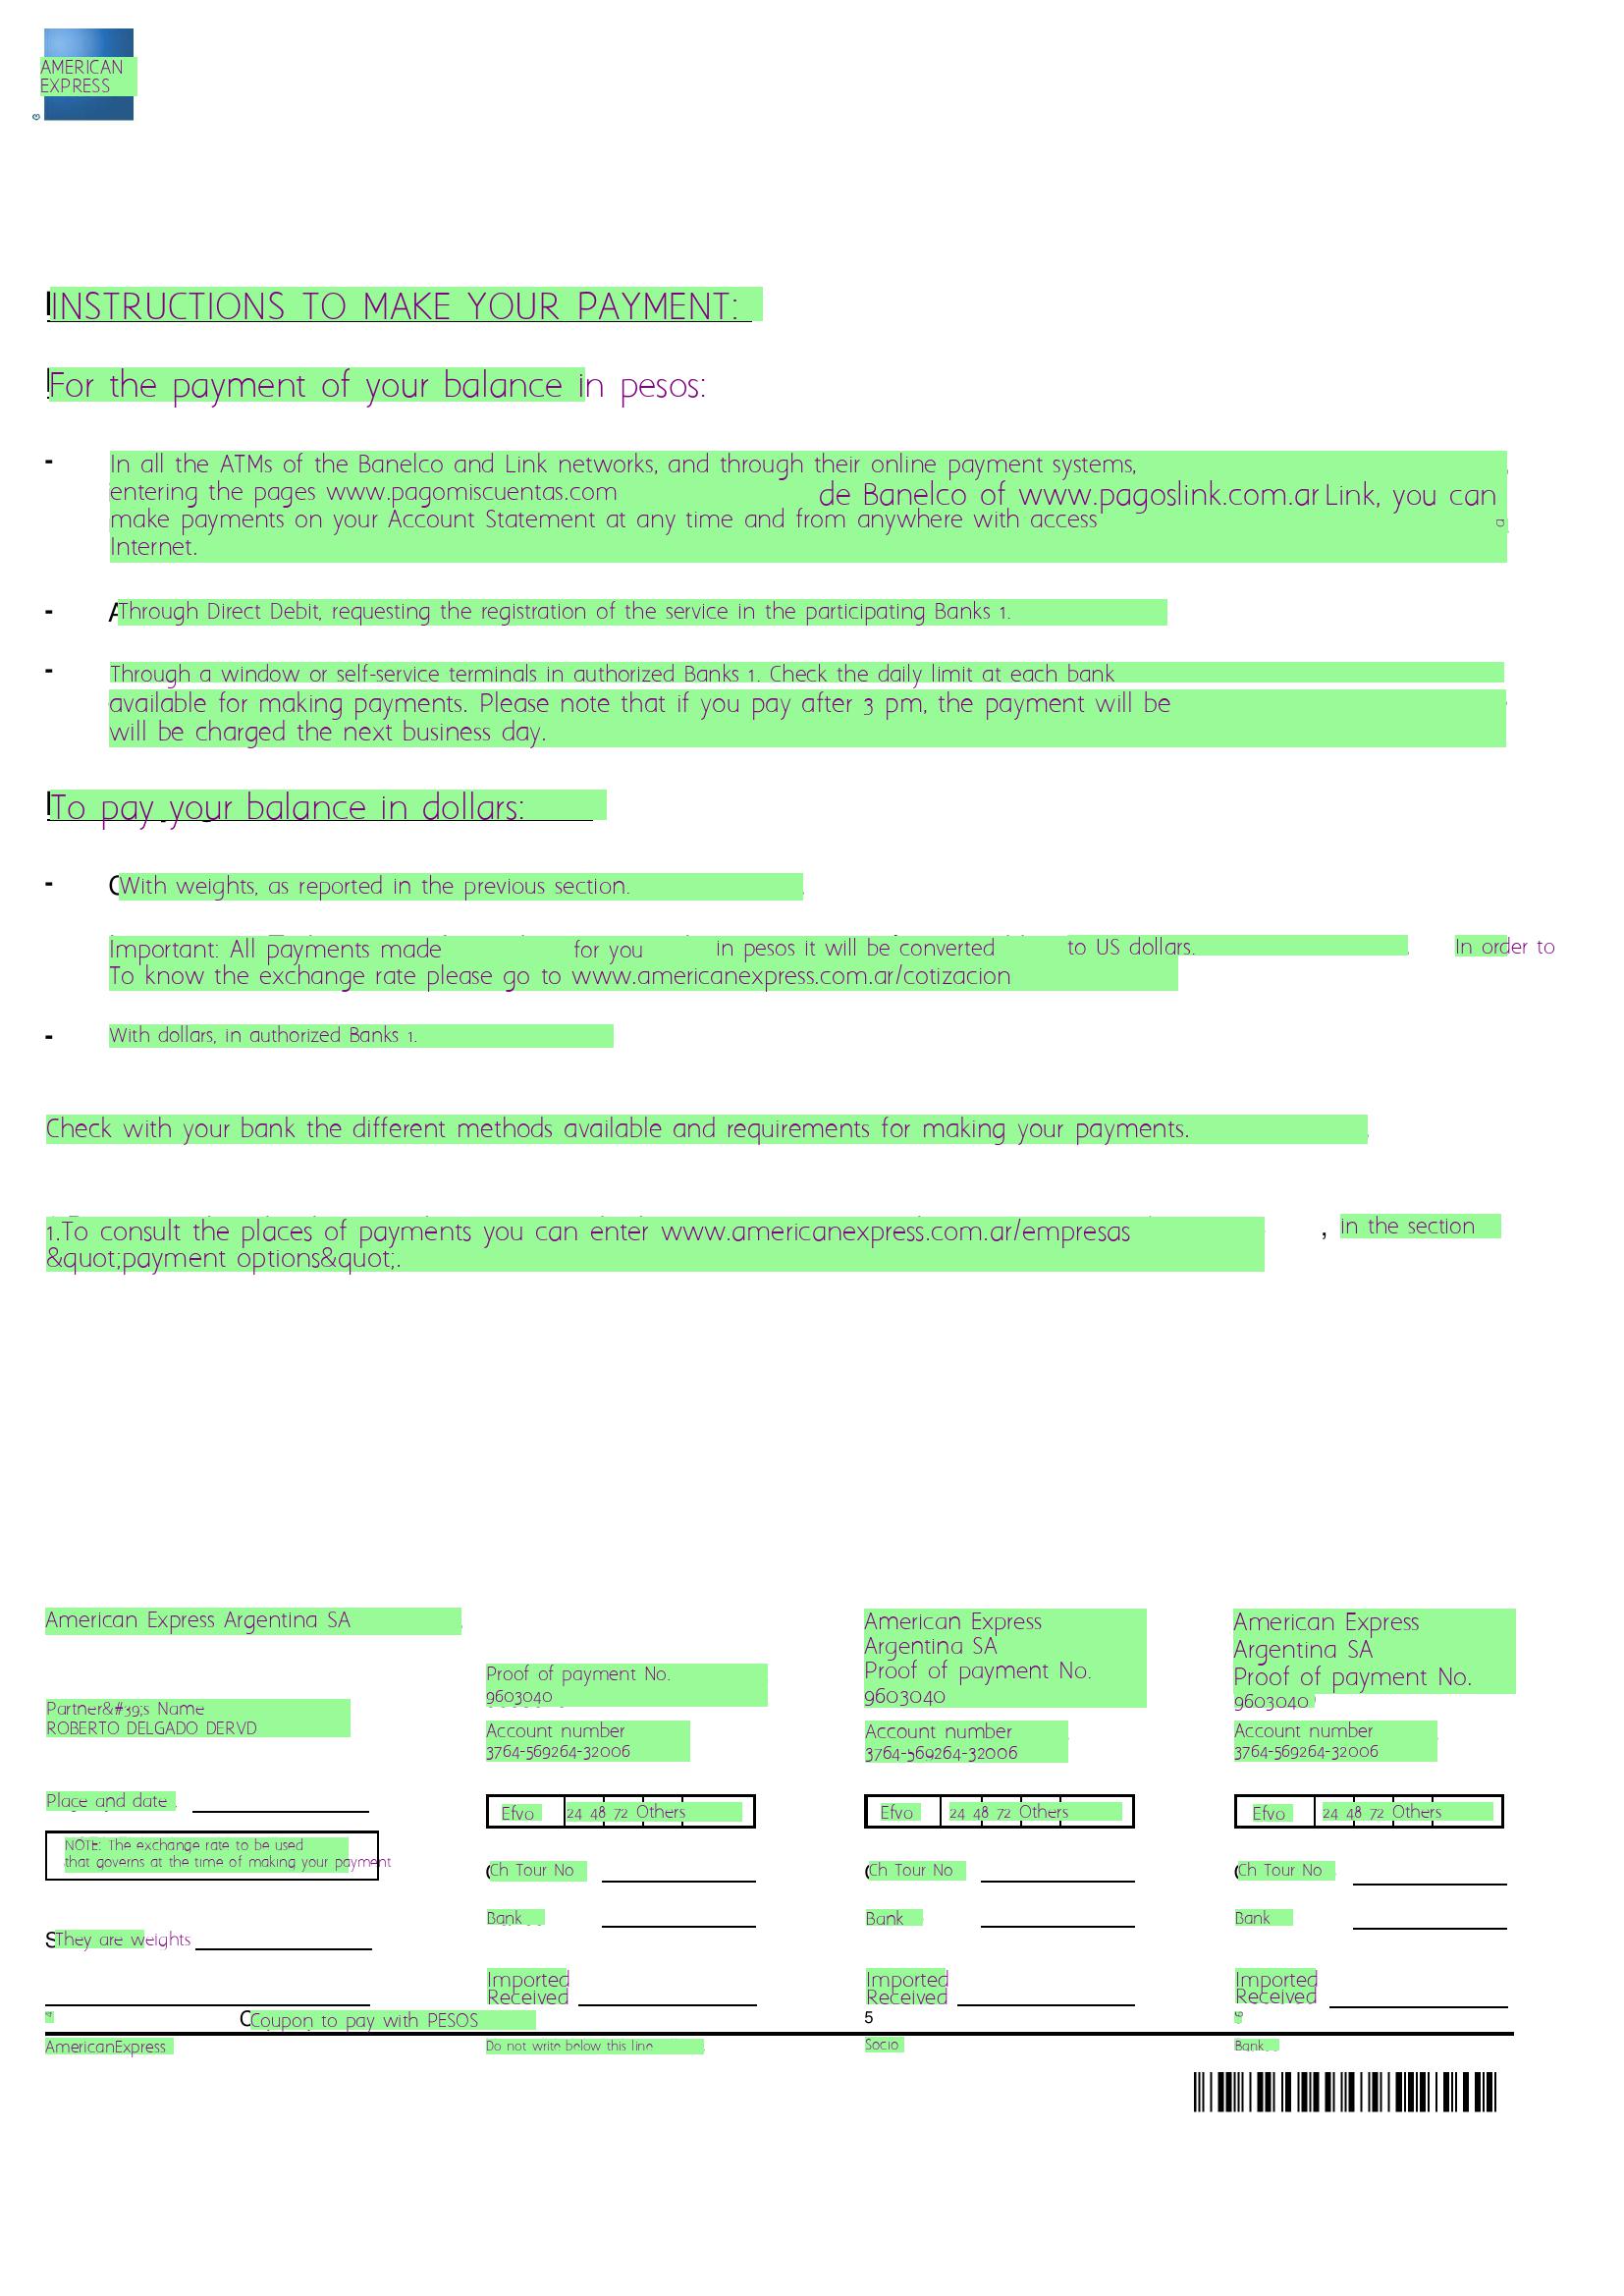 AMERICAN
EXPRESS
INSTRUCTIONS TO MAKE YOUR PAYMENT:
For the payment of your balance in pesos:
- In all the ATMs of the Banelco and Link networks, and through their online payment systems,
entering the pages www.pagomiscuentas.com de Banelco of www.pagoslink.com.ar Link, you can
make payments on your Account Statement at any time and from anywhere with access
Internet.
- Through Direct Debit, requesting the registration of the service in the participating Banks 1.
- Through a window or self-service terminals in authorized Banks 1. Check the daily limit at each bank
available for making payments. Please note that if you pay after 3 pm, the payment will be
will be charged the next business day.
To pay your balance in dollars:
- With weights, as reported in the previous section.
Important: All payments made for you in pesos it will be converted to US dollars. In order to
To know the exchange rate please go to www.americanexpress.com.ar/cotizacion
- With dollars, in authorized Banks 1.
Check with your bank the different methods available and requirements for making your payments.
1.To consult the places of payments you can enter www.americanexpress.com.ar/empresas , in the section
&quot;payment options&quot;.
American Express Argentina SA
Partner&#39;s Name
ROBERTO DELGADO DERVD
Place and date
NOTE: The exchange rate to be used
that governs at the time of making your payment
They are weights
Proof of payment No.
9603040
Account number
3764-569264-32006
Efvo 24 48 72 Others
Ch Tour No
Bank
Imported
Received
American Express
Argentina SA
Proof of payment No.
9603040
Account number
3764-569264-32006
Efvo 24 48 72 Others
Ch Tour No
Bank
Imported
Received
American Express
Argentina SA
Proof of payment No.
9603040
Account number
3764-569264-32006
Efvo 24 48 72 Others
Ch Tour No
Bank
Imported
Received
Coupon to pay with PESOS 5
AmericanExpress Do not write below this line Socio Bank